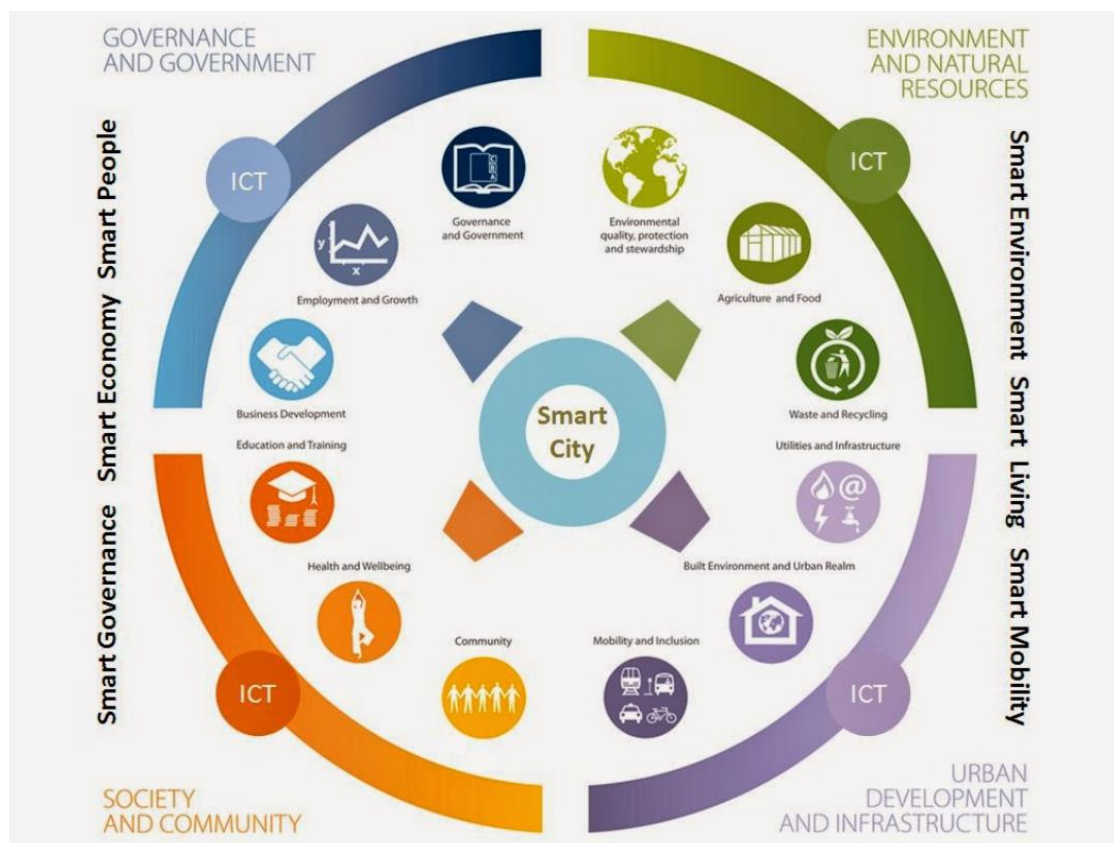 GOVERNANCE
AND GOVERNMENT
ENVIRONMENT
AND NATURAL
RESOURCES
Smart People
Smart Economy
Smart Governance
Smart Environment
Smart Living
Smart Mobility
ICT
ICT
Governance
and Government
Environmental
quality, protection
and stewardship
y
x
Employment and Growth
Agriculture and Food
Business Development
Waste and Recycling
Smart
City
Education and Training
Utilities and Infrastructure
@
Health and Wellbeing
Built Environment and Urban Realm
Community
Mobility and Inclusion
ICT
ICT
SOCIETY
AND COMMUNITY
URBAN
DEVELOPMENT
AND INFRASTRUCTURE